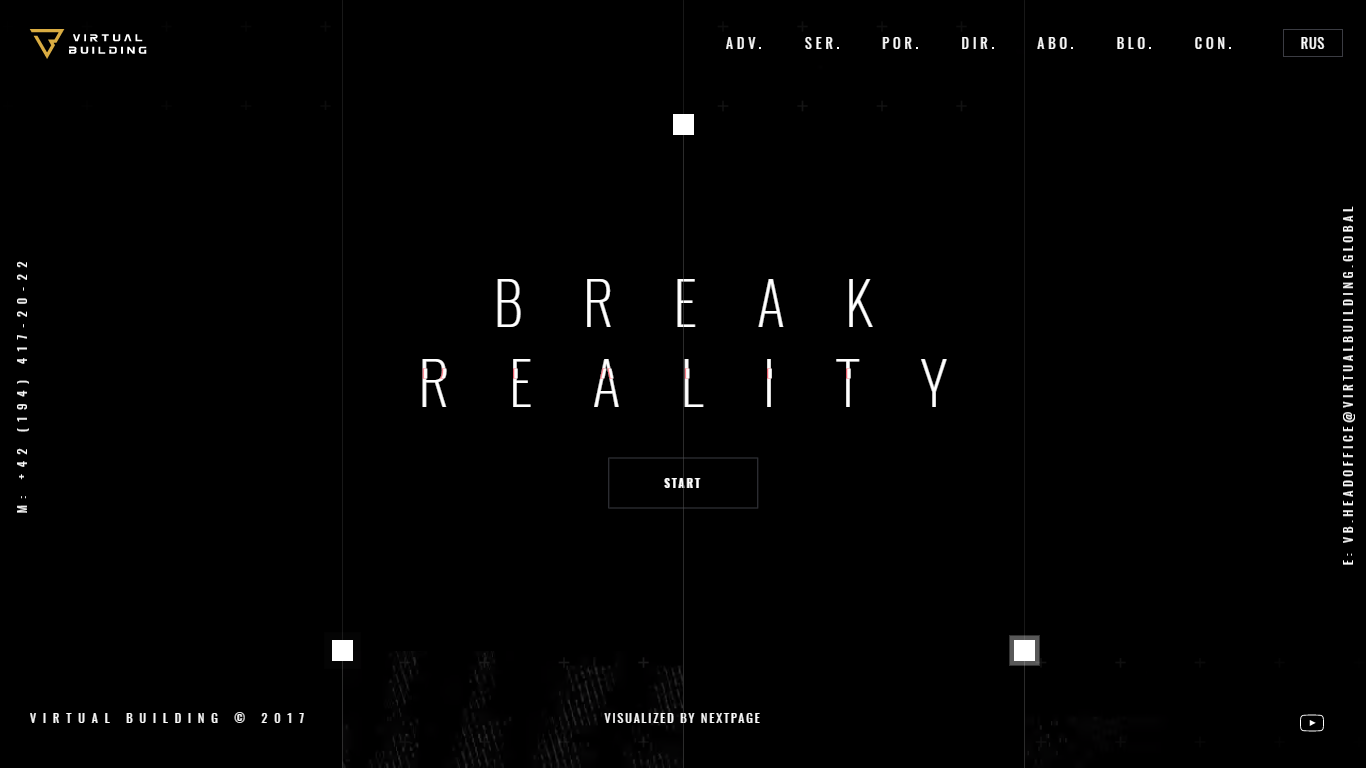 VIRTUAL
BUILDING
ADV. SER. POR. DIR. ABO. BLO. CON. RUS
M: +42 (194) 417-20-22
BREAK
REALITY
START
E: VB.HEADOFFICE@VIRTUALBUILDING.GLOBAL
VIRTUAL BUILDING © 2017
VISUALIZED BY NEXTPAGE